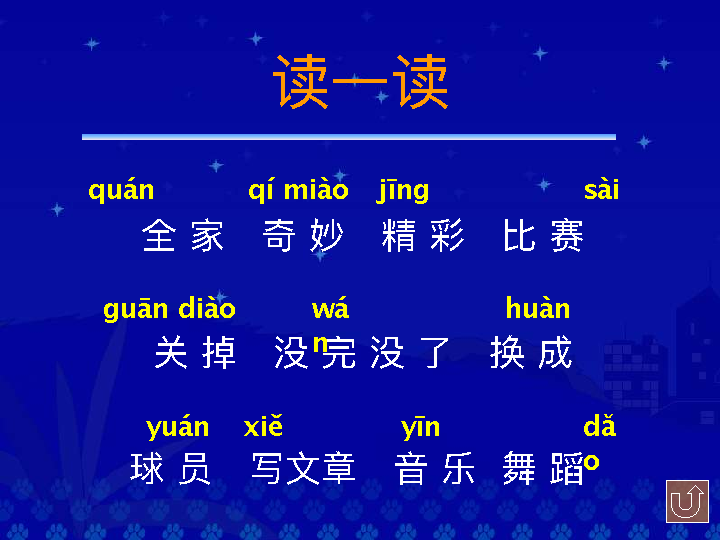 读一读
quán qí miào jīng sài
全 家 奇 妙 精 彩 比 赛
guān diào wá huàn
n
关 掉 没 完 没 了 换 成
yuán xiě yīn dǎ
o
球 员 写文章 音 乐 舞 蹈